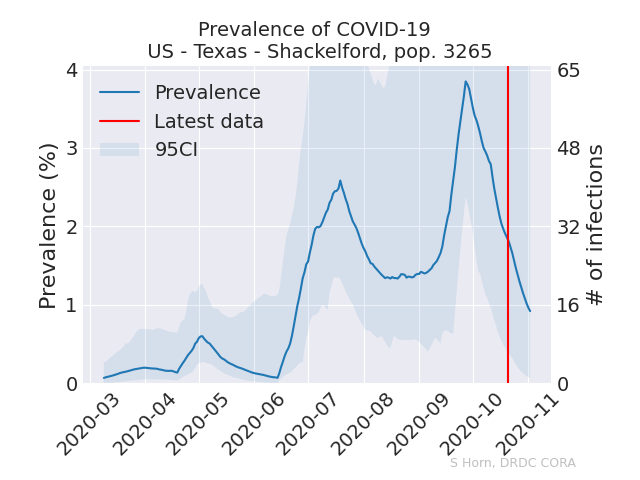 Prevalence of COVID-19
US - Texas - Shackelford, pop. 3265
Prevalence
Latest data
95CI
Prevalence (%)
4
3
2
1
0
65
48
32
16
0
# of infections
2020-03
2020-04
2020-05
2020-06
2020-07
2020-08
2020-09
2020-10
2020-11
S Horn, DRDC CORA